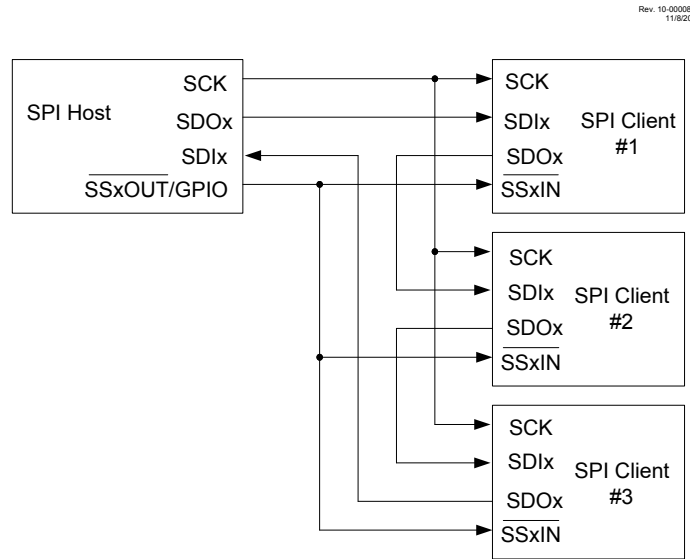 Rev. 10-00008
11/8/20
SCK
SPI Host
SDOx
SDIx
SSxOUT/GPIO
SCK
SDIx
SPI Client
#1
SDOx
SSxIN
SCK
SDIx
SPI Client
#2
SDOx
SSxIN
SCK
SDIx
SPI Client
#3
SDOx
SSxIN